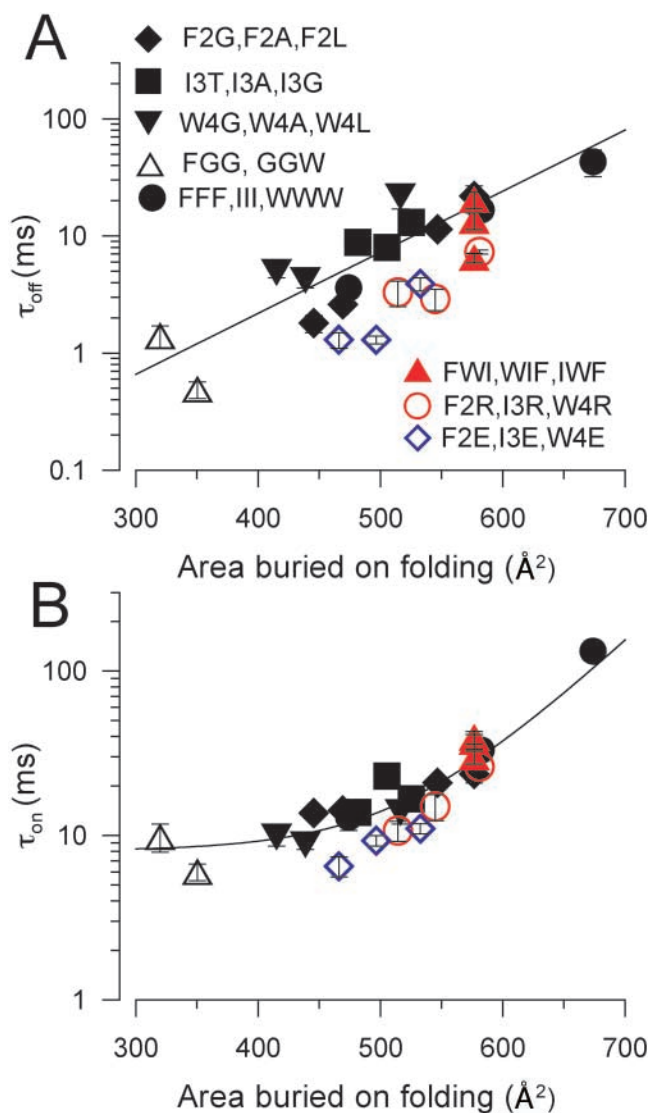 A
F2G,F2A,F2L
I3T,I3A,I3G
W4G,W4A,W4L
FGG, GGW
FFF,III,WWW
100
10
1
0.1
τoff (ms)
FWI,WIF,IWF
F2R,I3R,W4R
F2E,I3E,W4E
300 400 500 600 700
Area buried on folding (Å²)
B
100
10
1
τon (ms)
300 400 500 600 700
Area buried on folding (Å²)